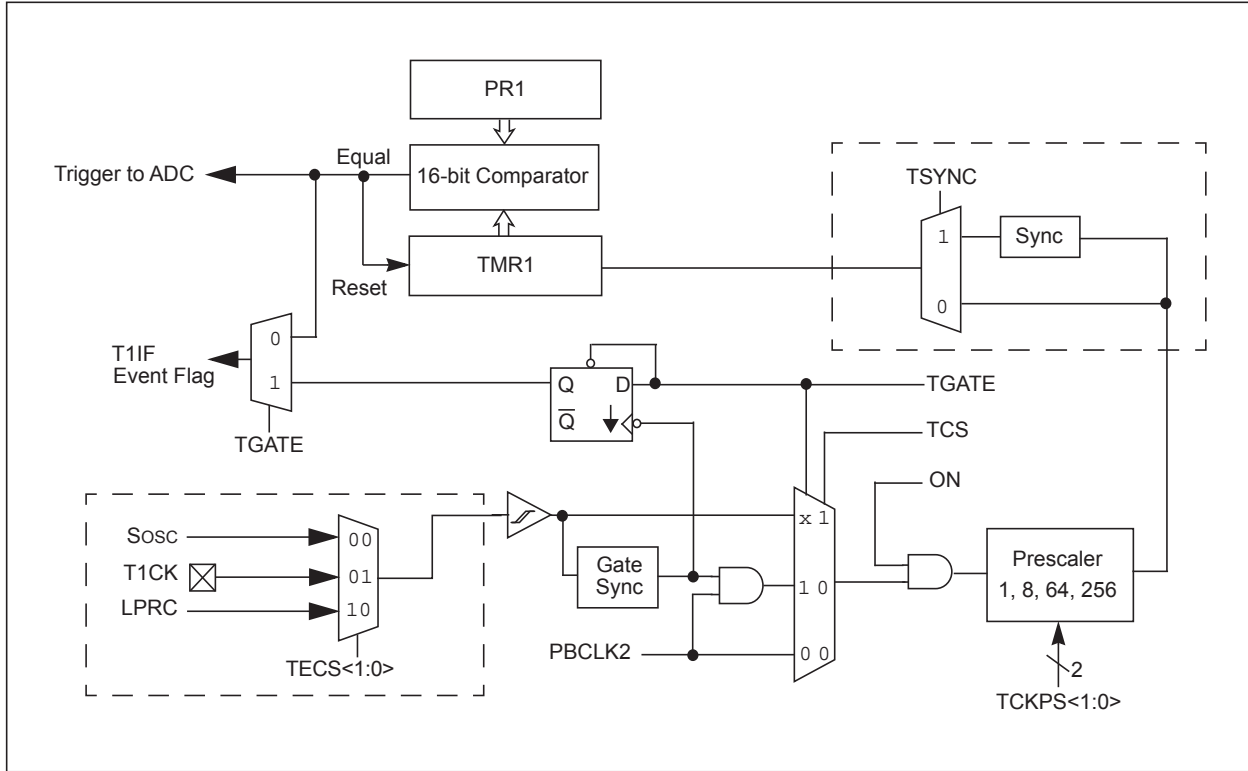 PR1
Equal
Trigger to ADC
16-bit Comparator
TSYNC
1
Sync
TMR1
Reset
0
0
T1IF
Event Flag
1
Q
D
TGATE
Q
TGATE
TCS
ON
SOSC
00
x 1
T1CK
01
Gate
Sync
1 0
Prescaler
1, 8, 64, 256
LPRC
10
PBCLK2
0 0
TECS<1:0>
2
TCKPS<1:0>